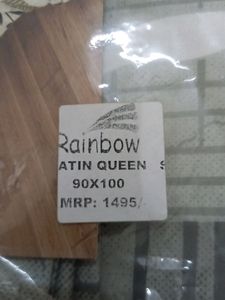 Rainbow
ATIN QUEEN S
90X100
MRP: 1495/-